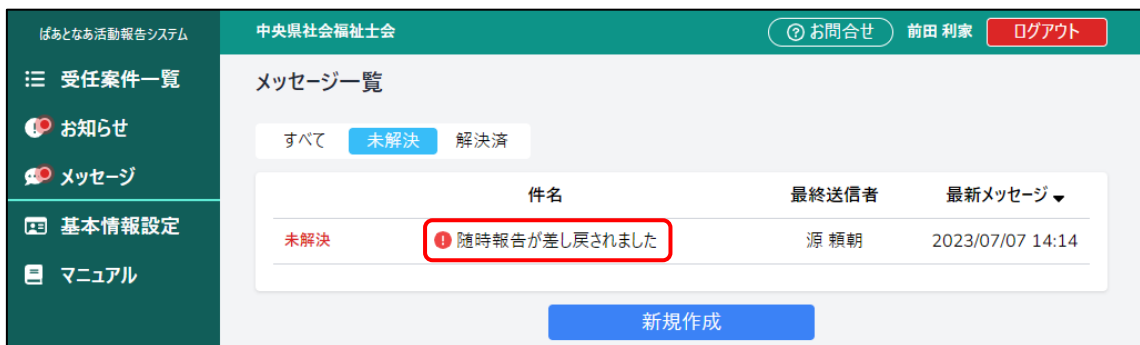 ぱあとなあ活動報告システム
受任案件一覧
お知らせ
メッセージ
基本情報設定
マニュアル
中央県社会福祉士会
お問合せ
前田 利家
ログアウト
メッセージ一覧
すべて 未解決 解決済
件名 最終送信者 最新メッセージ
未解決 随時報告が差し戻されました 源 頼朝 2023/07/07 14:14
新規作成